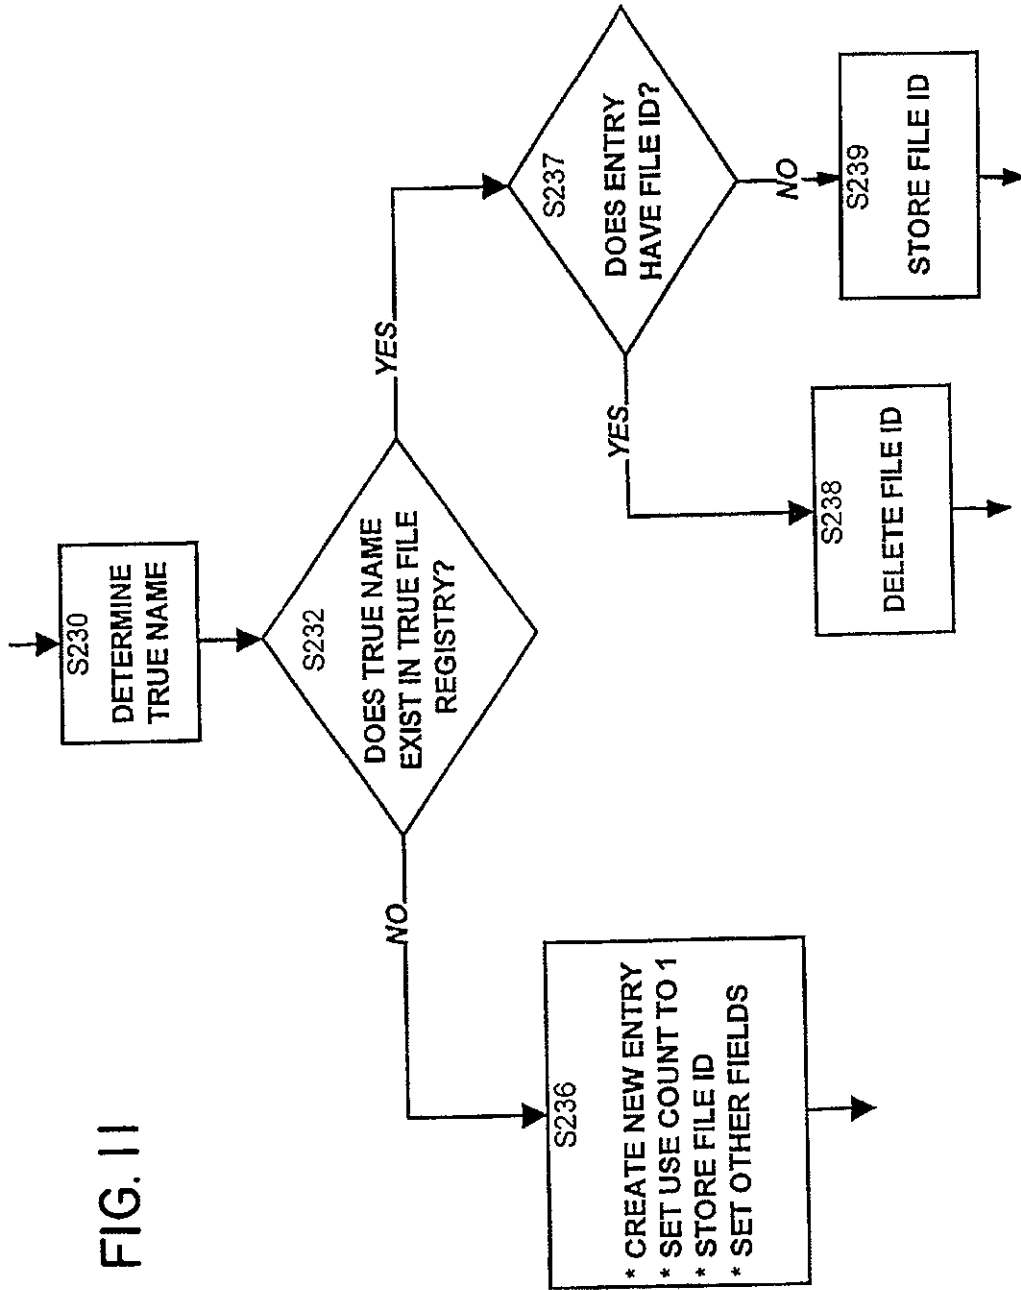 FIG. 11
S230
DETERMINE
TRUE NAME
S232
DOES TRUE NAME
EXIST IN TRUE FILE
REGISTRY?
NO
YES
S236
* CREATE NEW ENTRY
* SET USE COUNT TO 1
* STORE FILE ID
* SET OTHER FIELDS
S237
DOES ENTRY
HAVE FILE ID?
YES
NO
S238
DELETE FILE ID
S239
STORE FILE ID